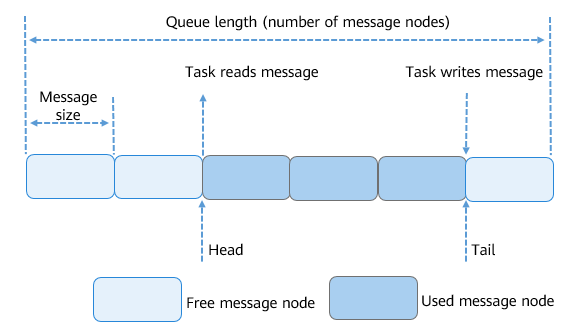 Queue length (number of message nodes)
Task reads message
Task writes message
Message
size
Head
Tail
Free message node
Used message node